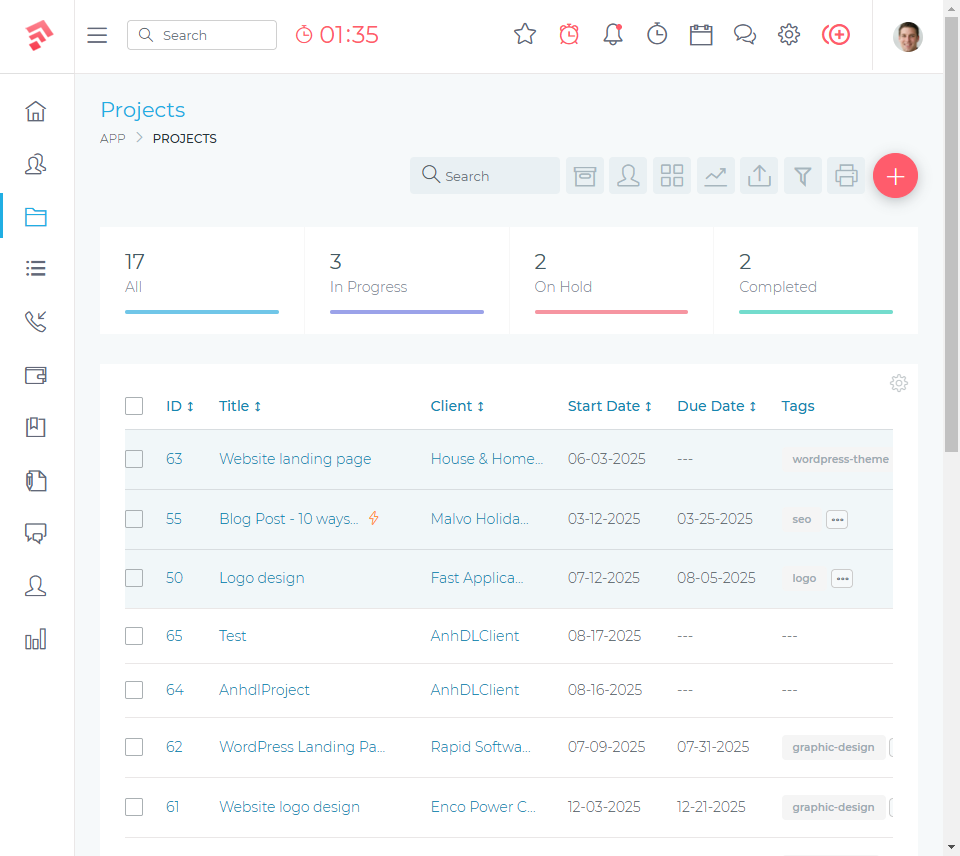 Search 01:35
Projects
APP > PROJECTS
Search
17 3 2 2
All In Progress On Hold Completed
ID Title Client Start Date Due Date Tags
63 Website landing page House & Home... 06-03-2025 --- wordpress-theme
55 Blog Post - 10 ways... Malvo Holida... 03-12-2025 03-25-2025 seo ...
50 Logo design Fast Applica... 07-12-2025 08-05-2025 logo ...
65 Test AnhDLClient 08-17-2025 --- ---
64 AnhdlProject AnhDLClient 08-16-2025 --- ---
62 WordPress Landing Pa... Rapid Softwa... 07-09-2025 07-31-2025 graphic-design
61 Website logo design Enco Power C... 12-03-2025 12-21-2025 graphic-design